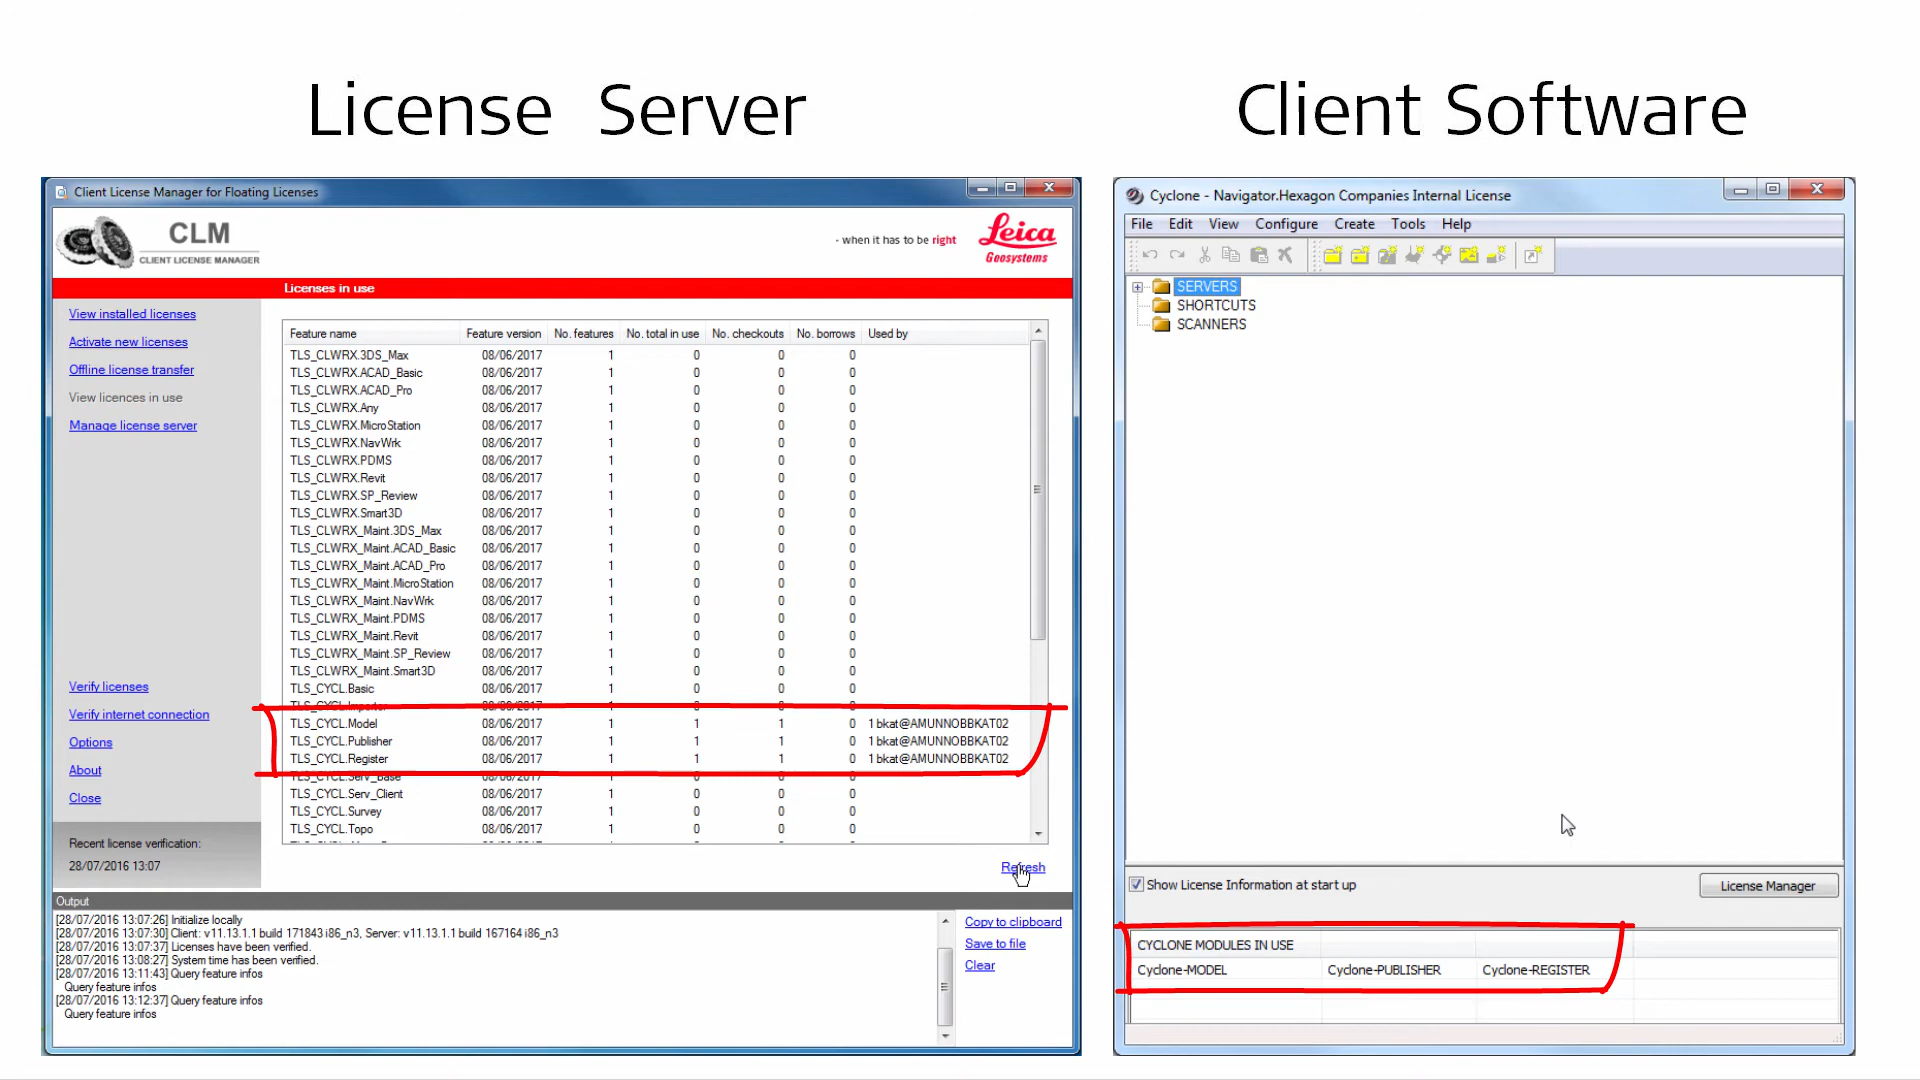 License Server
Client Software
Client License Manager for Floating Licenses
CLM
CLIENT LICENSE MANAGER
- when it has to be right
Leica
Geosystems
Licenses in use
View installed licenses
Activate new licenses
Offline license transfer
View licences in use
Manage license server
Verify licenses
Verify internet connection
Options
About
Close
Recent license verification:
28/07/2016 13:07
Feature name Feature version No. features No. total in use No. checkouts No. borrows Used by
TLS_CLWRX.3DS_Max 08/06/2017 1 0 0 0
TLS_CLWRX.ACAD_Basic 08/06/2017 1 0 0 0
TLS_CLWRX.ACAD_Pro 08/06/2017 1 0 0 0
TLS_CLWRX.Any 08/06/2017 1 0 0 0
TLS_CLWRX.MicroStation 08/06/2017 1 0 0 0
TLS_CLWRX.NavWrk 08/06/2017 1 0 0 0
TLS_CLWRX.PDMS 08/06/2017 1 0 0 0
TLS_CLWRX.Revit 08/06/2017 1 0 0 0
TLS_CLWRX.SP_Review 08/06/2017 1 0 0 0
TLS_CLWRX.Smart3D 08/06/2017 1 0 0 0
TLS_CLWRX_Maint.3DS_Max 08/06/2017 1 0 0 0
TLS_CLWRX_Maint.ACAD_Basic 08/06/2017 1 0 0 0
TLS_CLWRX_Maint.ACAD_Pro 08/06/2017 1 0 0 0
TLS_CLWRX_Maint.MicroStation 08/06/2017 1 0 0 0
TLS_CLWRX_Maint.NavWrk 08/06/2017 1 0 0 0
TLS_CLWRX_Maint.PDMS 08/06/2017 1 0 0 0
TLS_CLWRX_Maint.Revit 08/06/2017 1 0 0 0
TLS_CLWRX_Maint.SP_Review 08/06/2017 1 0 0 0
TLS_CLWRX_Maint.Smart3D 08/06/2017 1 0 0 0
TLS_CYCL.Basic 08/06/2017 1 0 0 0
TLS_CYCL.Importer 08/06/2017 1 0 0 0
TLS_CYCL.Model 08/06/2017 1 1 1 0 1 bkat@AMUNNOBBKAT02
TLS_CYCL.Publisher 08/06/2017 1 1 1 0 1 bkat@AMUNNOBBKAT02
TLS_CYCL.Register 08/06/2017 1 1 1 0 1 bkat@AMUNNOBBKAT02
TLS_CYCL.Serv_Base 08/06/2017 1 0 0 0
TLS_CYCL.Serv_Client 08/06/2017 1 0 0 0
TLS_CYCL.Survey 08/06/2017 1 0 0 0
TLS_CYCL.Topo 08/06/2017 1 0 0 0
Refresh
Output
[28/07/2016 13:07:26] Initialize locally
[28/07/2016 13:07:30] Client: v11.13.1.1 build 171843 i86_n3, Server: v11.13.1.1 build 167164 i86_n3
[28/07/2016 13:07:37] Licenses have been verified.
[28/07/2016 13:08:27] System time has been verified.
[28/07/2016 13:11:43] Query feature infos
Query feature infos
[28/07/2016 13:12:37] Query feature infos
Query feature infos
Copy to clipboard
Save to file
Clear
Cyclone - Navigator.Hexagon Companies Internal License
File Edit View Configure Create Tools Help
SERVERS
SHORTCUTS
SCANNERS
Show License Information at start up
License Manager
CYCLONE MODULES IN USE
Cyclone-MODEL Cyclone-PUBLISHER Cyclone-REGISTER